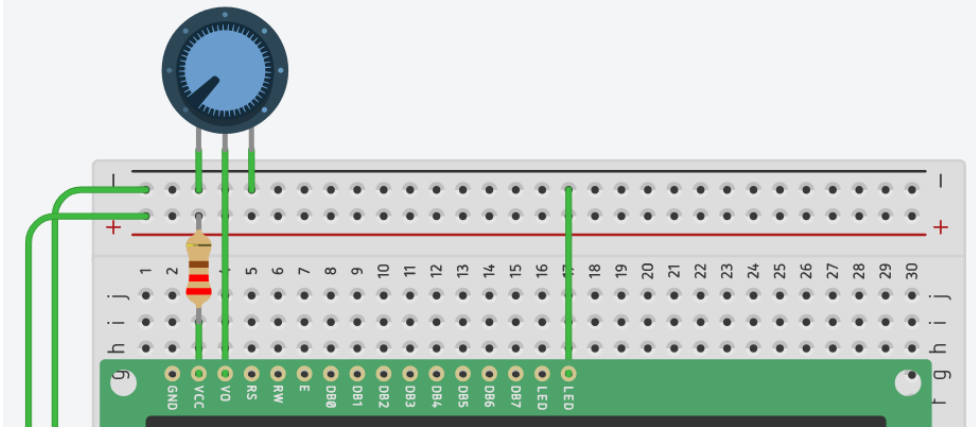 - -
+ +
1 2 5 6 7 8 9 10 11 12 13 14 15 16 17 18 19 20 21 22 23 24 25 26 27 28 29 30
j j
i i
h h
g g
GND VCC VO RS RW E DB0 DB1 DB2 DB3 DB4 DB5 DB6 DB7 LED LED